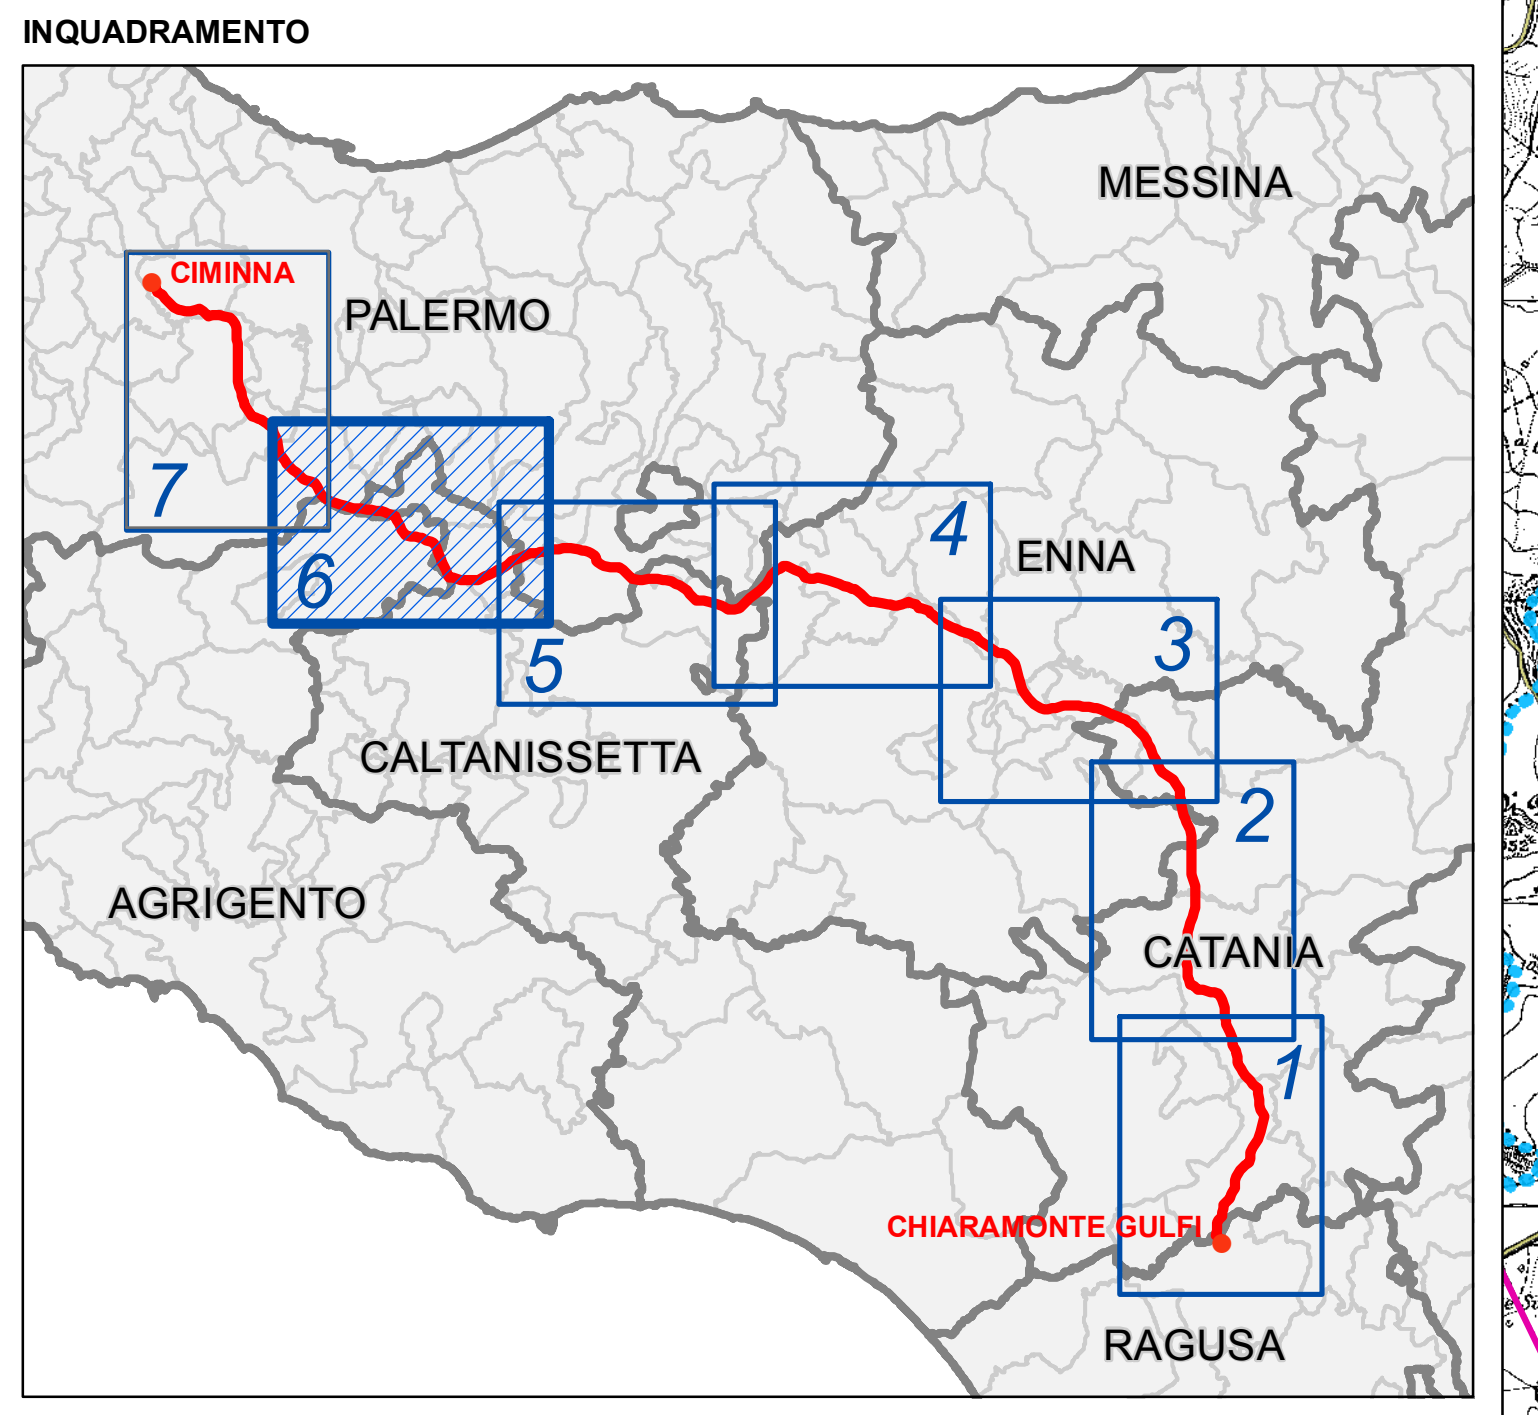 INQUADRAMENTO
MESSINA
CIMINNA
PALERMO
7
4
ENNA
6
3
5
CALTANISSETTA
2
AGRIGENTO
CATANIA
1
CHIARAMONTE GULFI
RAGUSA